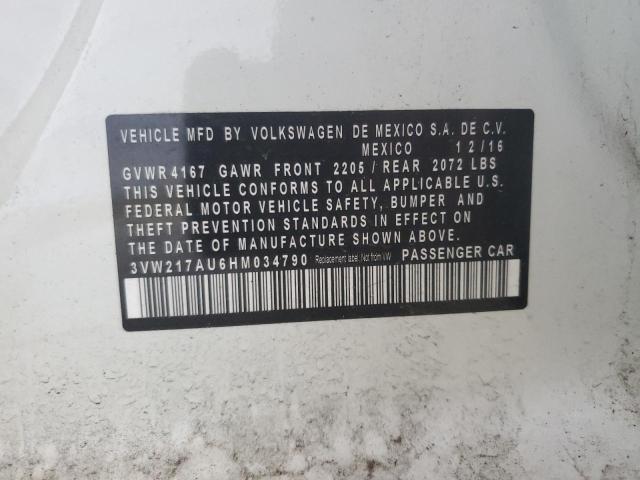 VEHICLE MFD BY VOLKSWAGEN DE MEXICO S.A. DE C.V.
MEXICO 12/16
GVWR 4167 GAWR FRONT 2205 / REAR 2072 LBS
THIS VEHICLE CONFORMS TO ALL APPLICABLE U.S.
FEDERAL MOTOR VEHICLE SAFETY, BUMPER AND
THEFT PREVENTION STANDARDS IN EFFECT ON
THE DATE OF MANUFACTURE SHOWN ABOVE.
3VW217AU6HM034790 Replacement label, Not from VW PASSENGER CAR